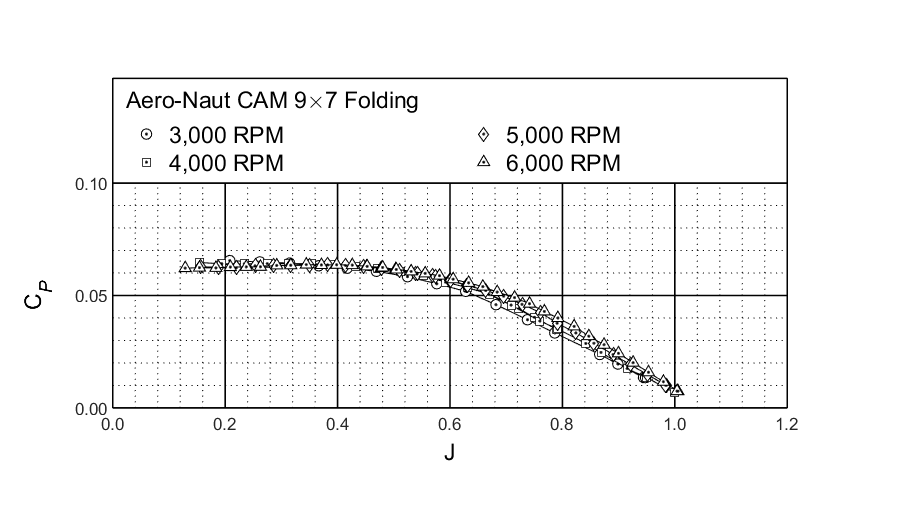 Aero-Naut CAM 9×7 Folding
3,000 RPM
5,000 RPM
4,000 RPM
6,000 RPM
0.10
0.05
0.00
C_P
0.0 0.2 0.4 0.6 0.8 1.0 1.2
J